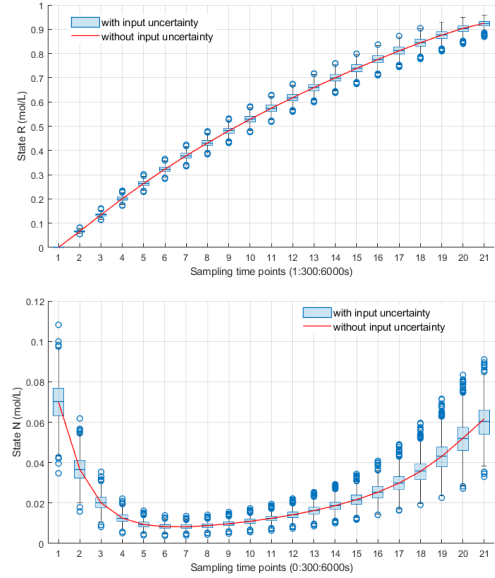 1
0.9
0.8
0.7
0.6
0.5
0.4
0.3
0.2
0.1
0
State R (mol/L)
with input uncertainty
without input uncertainty
1 2 3 4 5 6 7 8 9 10 11 12 13 14 15 16 17 18 19 20 21
Sampling time points (1:300:6000s)
0.12
0.1
0.08
0.06
0.04
0.02
0
State N (mol/L)
with input uncertainty
without input uncertainty
1 2 3 4 5 6 7 8 9 10 11 12 13 14 15 16 17 18 19 20 21
Sampling time points (0:300:6000s)